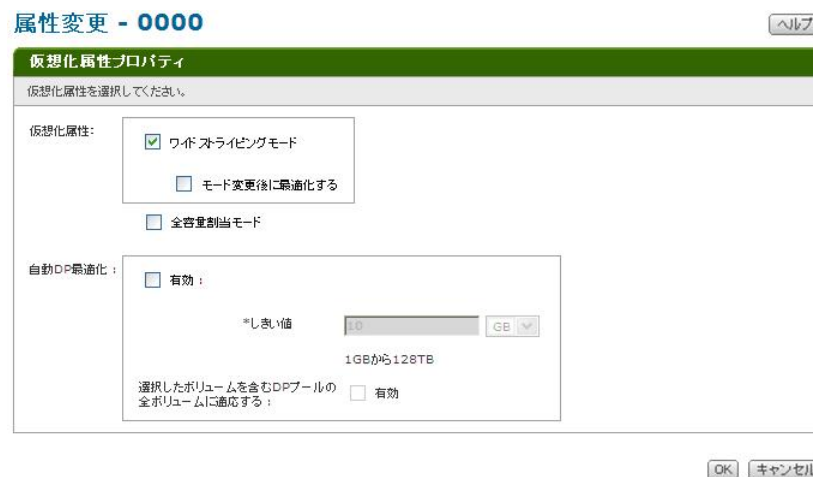 属性変更 - 0000
ヘルプ
仮想化属性プロパティ
仮想化属性を選択してください。
仮想化属性:
ワイドストライピングモード
モード変更後に最適化する
全容量割当モード
自動DP最適化：
有効：
*しきい値
10
GB
1GBから128TB
選択したボリュームを含むDPプールの
全ボリュームに適応する：
有効
OK
キャンセル